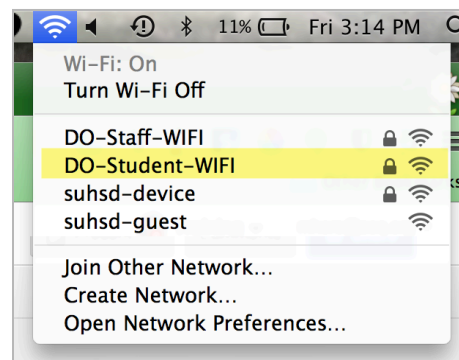 11% Fri 3:14 PM
Wi-Fi: On
Turn Wi-Fi Off
DO-Staff-WIFI
DO-Student-WIFI
suhsd-device
suhsd-guest
Join Other Network...
Create Network...
Open Network Preferences...